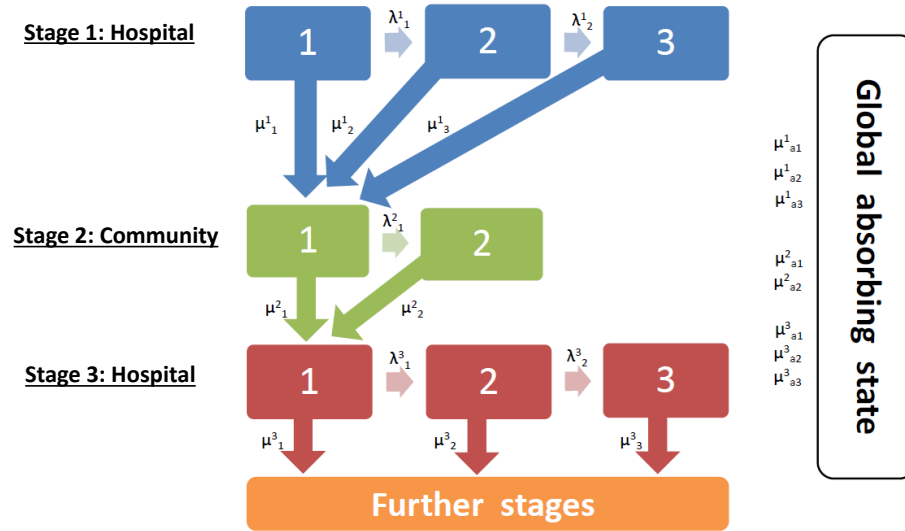 Stage 1: Hospital
1
λ¹₁
2
λ¹₂
3
μ¹₁
μ¹₂
μ¹₃
Stage 2: Community
1
λ²₁
2
μ²₁
μ²₂
Stage 3: Hospital
1
λ³₁
2
λ³₂
3
μ³₁
μ³₂
μ³₃
Further stages
μ¹ₐ₁
μ¹ₐ₂
μ¹ₐ₃
μ²ₐ₁
μ²ₐ₂
μ³ₐ₁
μ³ₐ₂
μ³ₐ₃
Global absorbing state